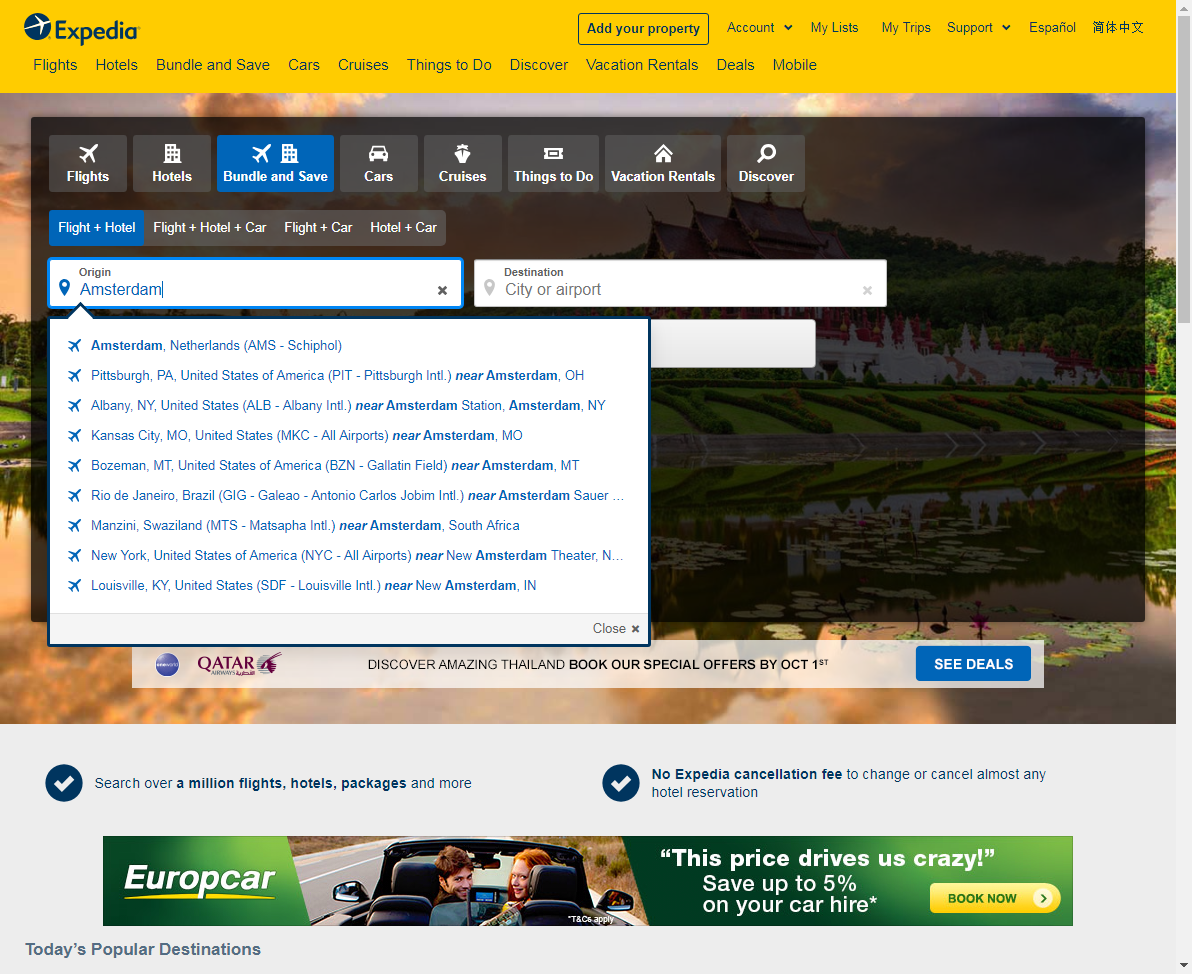 Expedia
Add your property
Account
My Lists
My Trips
Support
Español
简体中文
Flights
Hotels
Bundle and Save
Cars
Cruises
Things to Do
Discover
Vacation Rentals
Deals
Mobile
Flights
Hotels
Bundle and Save
Cars
Cruises
Things to Do
Vacation Rentals
Discover
Flight + Hotel
Flight + Hotel + Car
Flight + Car
Hotel + Car
Origin
Amsterdam
Destination
City or airport
Amsterdam, Netherlands (AMS - Schiphol)
Pittsburgh, PA, United States of America (PIT - Pittsburgh Intl.) near Amsterdam, OH
Albany, NY, United States (ALB - Albany Intl.) near Amsterdam Station, Amsterdam, NY
Kansas City, MO, United States (MKC - All Airports) near Amsterdam, MO
Bozeman, MT, United States of America (BZN - Gallatin Field) near Amsterdam, MT
Rio de Janeiro, Brazil (GIG - Galeao - Antonio Carlos Jobim Intl.) near Amsterdam Sauer ...
Manzini, Swaziland (MTS - Matsapha Intl.) near Amsterdam, South Africa
New York, United States of America (NYC - All Airports) near New Amsterdam Theater, N...
Louisville, KY, United States (SDF - Louisville Intl.) near New Amsterdam, IN
Close
oneworld
QATAR
AIRWAYS القطرية
DISCOVER AMAZING THAILAND BOOK OUR SPECIAL OFFERS BY OCT 1ST
SEE DEALS
Search over a million flights, hotels, packages and more
No Expedia cancellation fee to change or cancel almost any
hotel reservation
Europcar
*T&Cs apply
“This price drives us crazy!”
Save up to 5%
on your car hire*
BOOK NOW
Today’s Popular Destinations